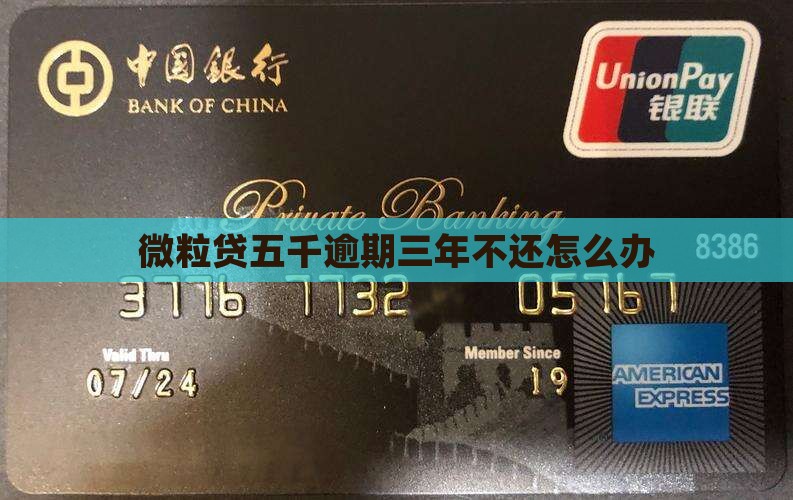 中国银行
BANK OF CHINA
UnionPay
银联
Private Banking
微粒贷五千逾期三年不还怎么办
8386
3776 7732 05767
Valid Thru
Member Since
07/24
19
AMERICAN
EXPRESS